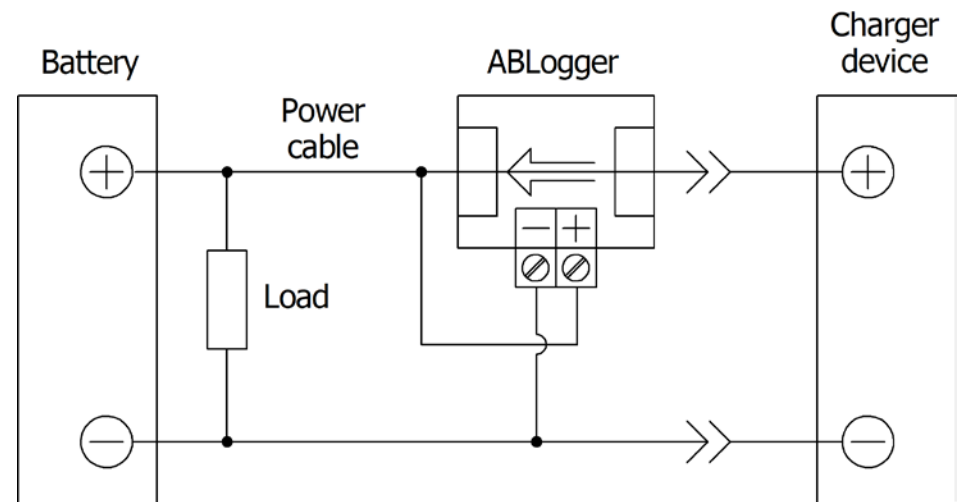 Battery
Power
cable
ABLogger
Charger
device
+
+
− +
Load
−
−